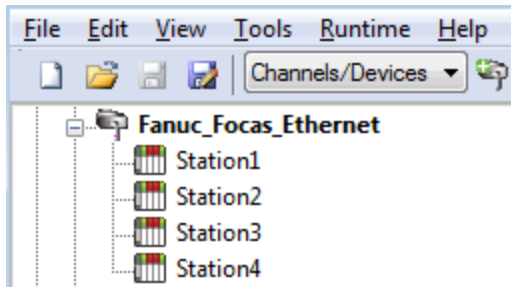 File Edit View Tools Runtime Help
Channels/Devices
Fanuc_Focas_Ethernet
Station1
Station2
Station3
Station4